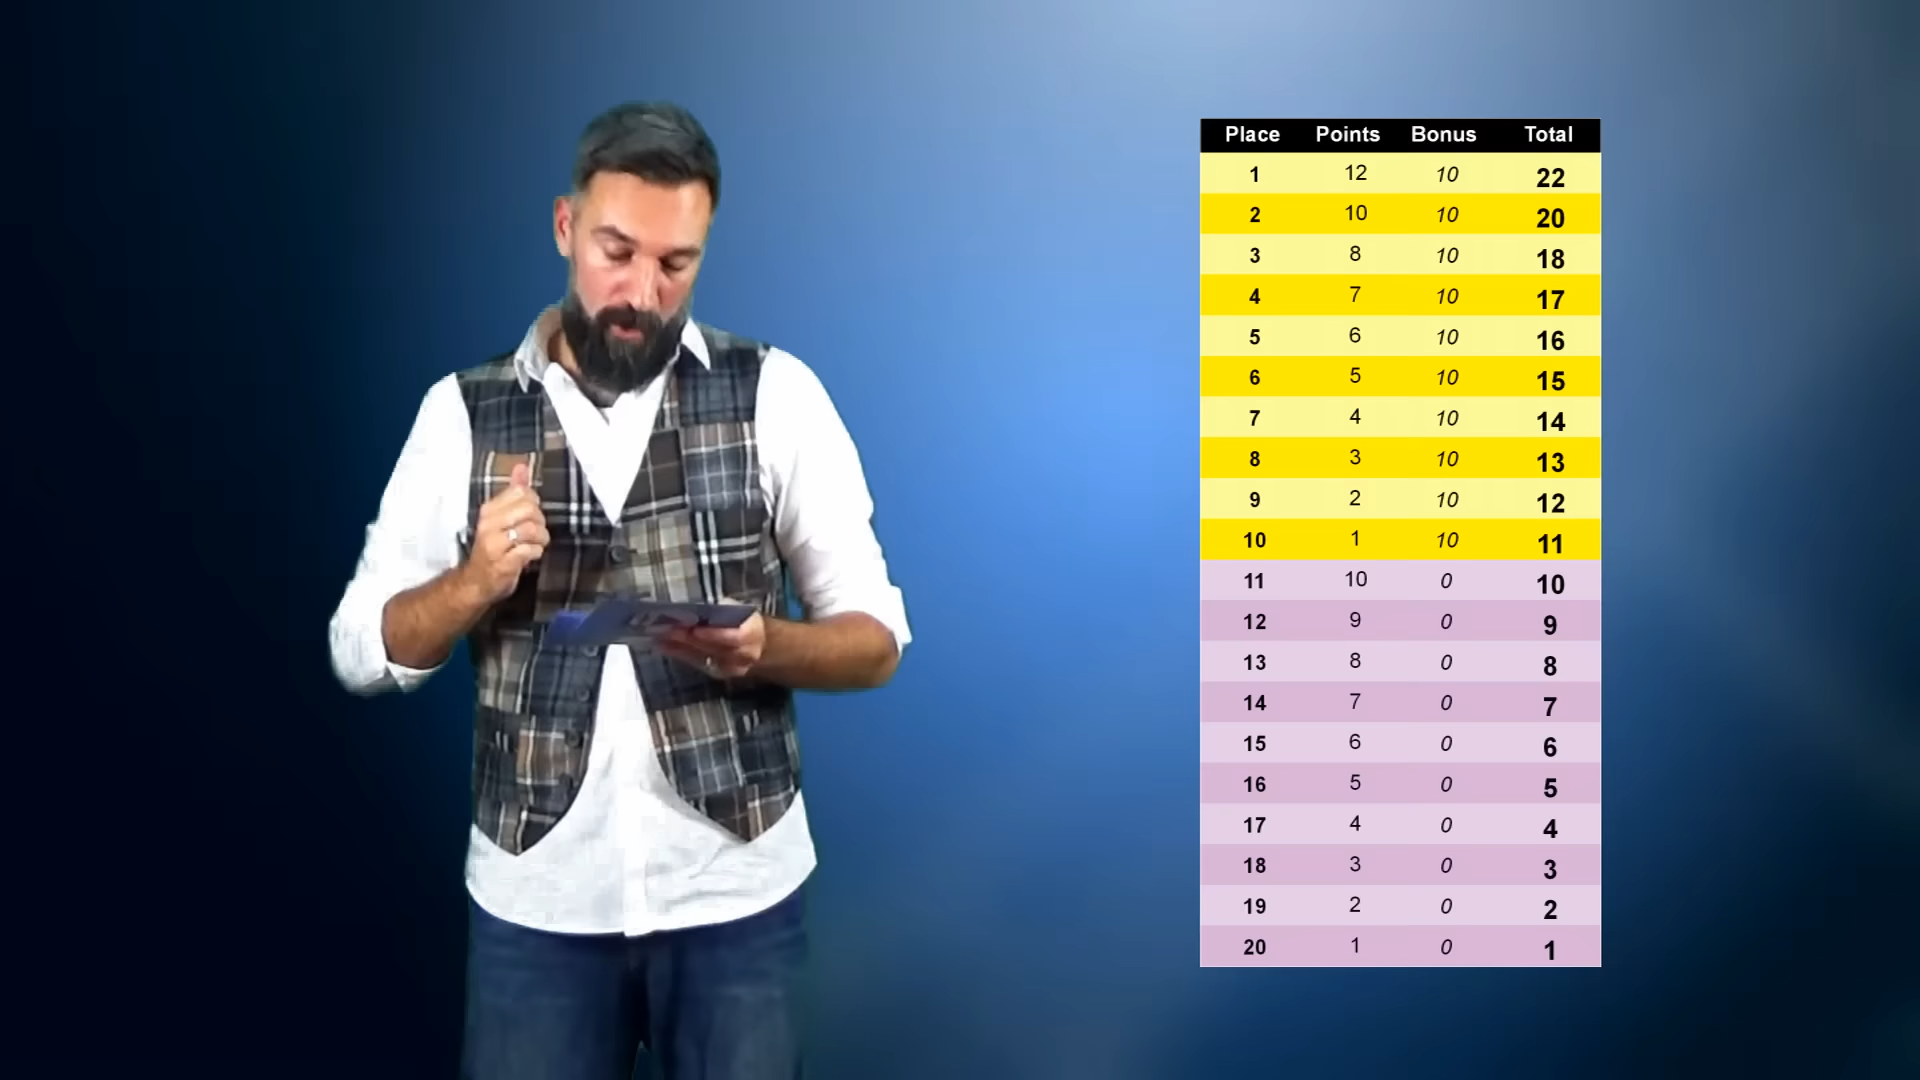 Place Points Bonus Total
1 12 10 22
2 10 10 20
3 8 10 18
4 7 10 17
5 6 10 16
6 5 10 15
7 4 10 14
8 3 10 13
9 2 10 12
10 1 10 11
11 10 0 10
12 9 0 9
13 8 0 8
14 7 0 7
15 6 0 6
16 5 0 5
17 4 0 4
18 3 0 3
19 2 0 2
20 1 0 1